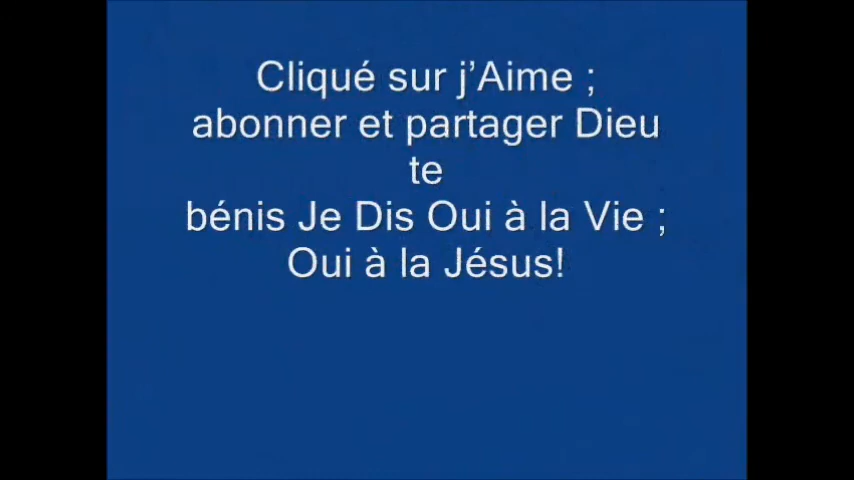 Cliqué sur j’Aime ;
abonner et partager Dieu
te
bénis Je Dis Oui à la Vie ;
Oui à la Jésus!